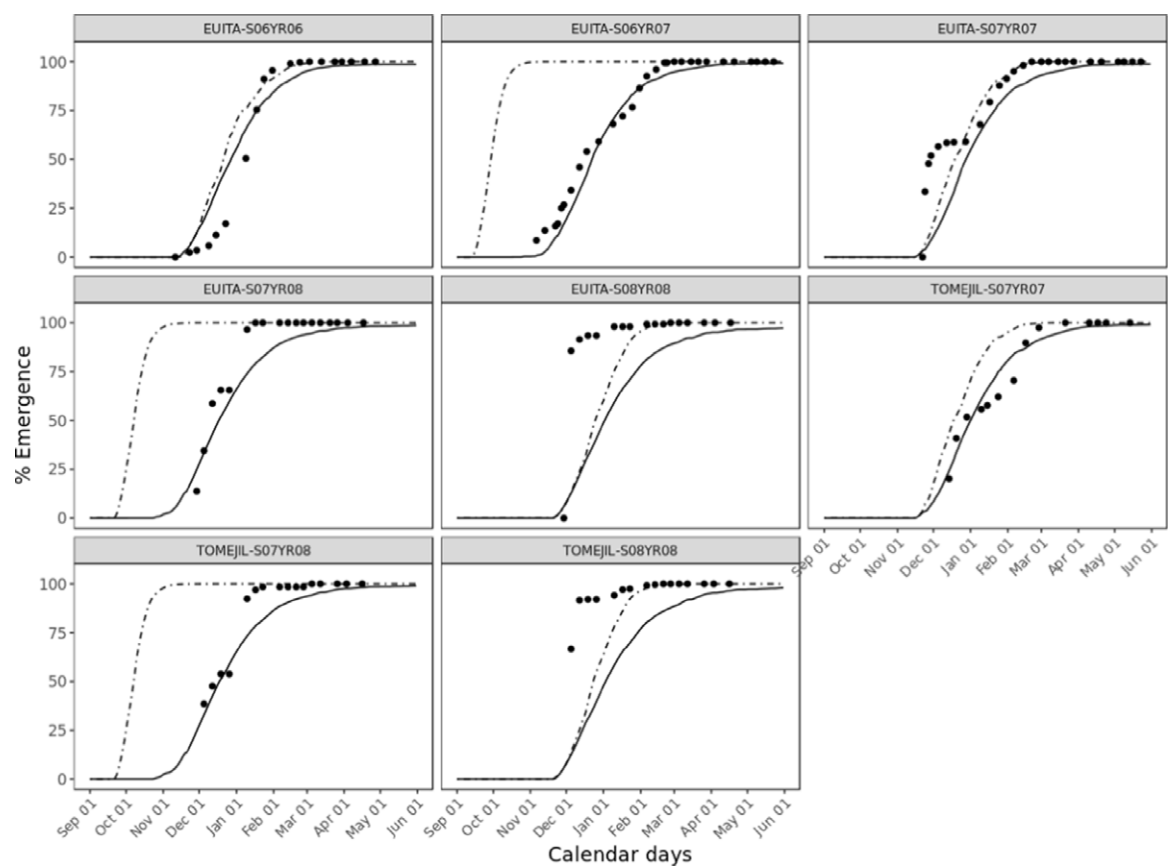 EUITA-S06YR06
EUITA-S06YR07
EUITA-S07YR07
100
75
50
25
0
EUITA-S07YR08
EUITA-S08YR08
TOMEJIL-S07YR07
100
75
50
25
0
% Emergence
Sep 01 Oct 01 Nov 01 Dec 01 Jan 01 Feb 01 Mar 01 Apr 01 May 01 Jun 01
TOMEJIL-S07YR08
TOMEJIL-S08YR08
100
75
50
25
0
Sep 01 Oct 01 Nov 01 Dec 01 Jan 01 Feb 01 Mar 01 Apr 01 May 01 Jun 01
Sep 01 Oct 01 Nov 01 Dec 01 Jan 01 Feb 01 Mar 01 Apr 01 May 01 Jun 01
Calendar days